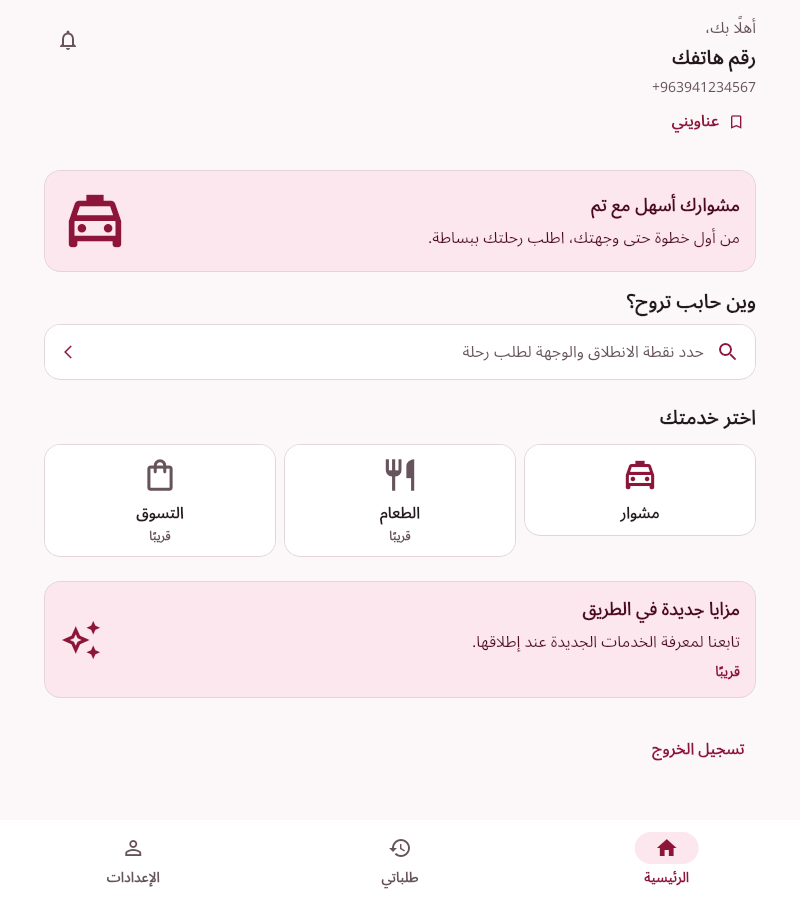 أهلًا بك،
رقم هاتفك
+963941234567
عناويني
مشوارك أسهل مع تم
من أول خطوة حتى وجهتك، اطلب رحلتك ببساطة.
وين حابب تروح؟
حدد نقطة الانطلاق والوجهة لطلب رحلة
اختر خدمتك
مشوار
الطعام
قريبًا
التسوق
قريبًا
مزايا جديدة في الطريق
تابعنا لمعرفة الخدمات الجديدة عند إطلاقها.
قريبًا
تسجيل الخروج
الرئيسية
طلباتي
الإعدادات